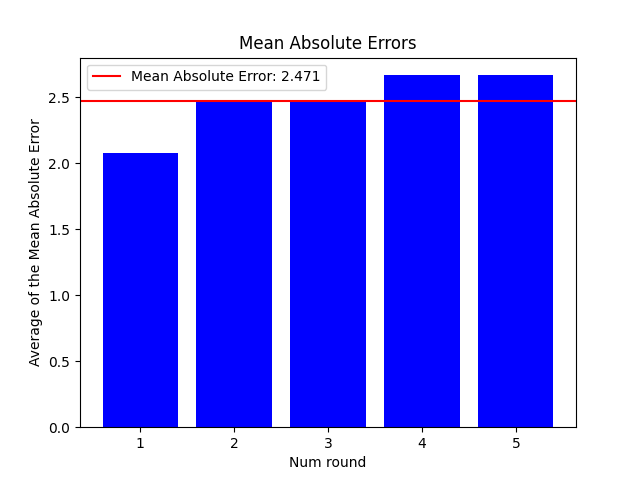 Mean Absolute Errors
Mean Absolute Error: 2.471
Average of the Mean Absolute Error
2.5
2.0
1.5
1.0
0.5
0.0
1 2 3 4 5
Num round